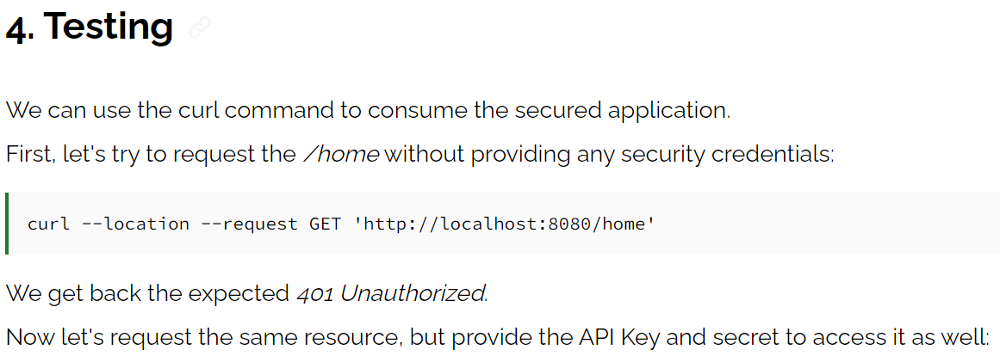 4. Testing
We can use the curl command to consume the secured application.
First, let's try to request the /home without providing any security credentials:
curl --location --request GET 'http://localhost:8080/home'
We get back the expected 401 Unauthorized.
Now let's request the same resource, but provide the API Key and secret to access it as well: